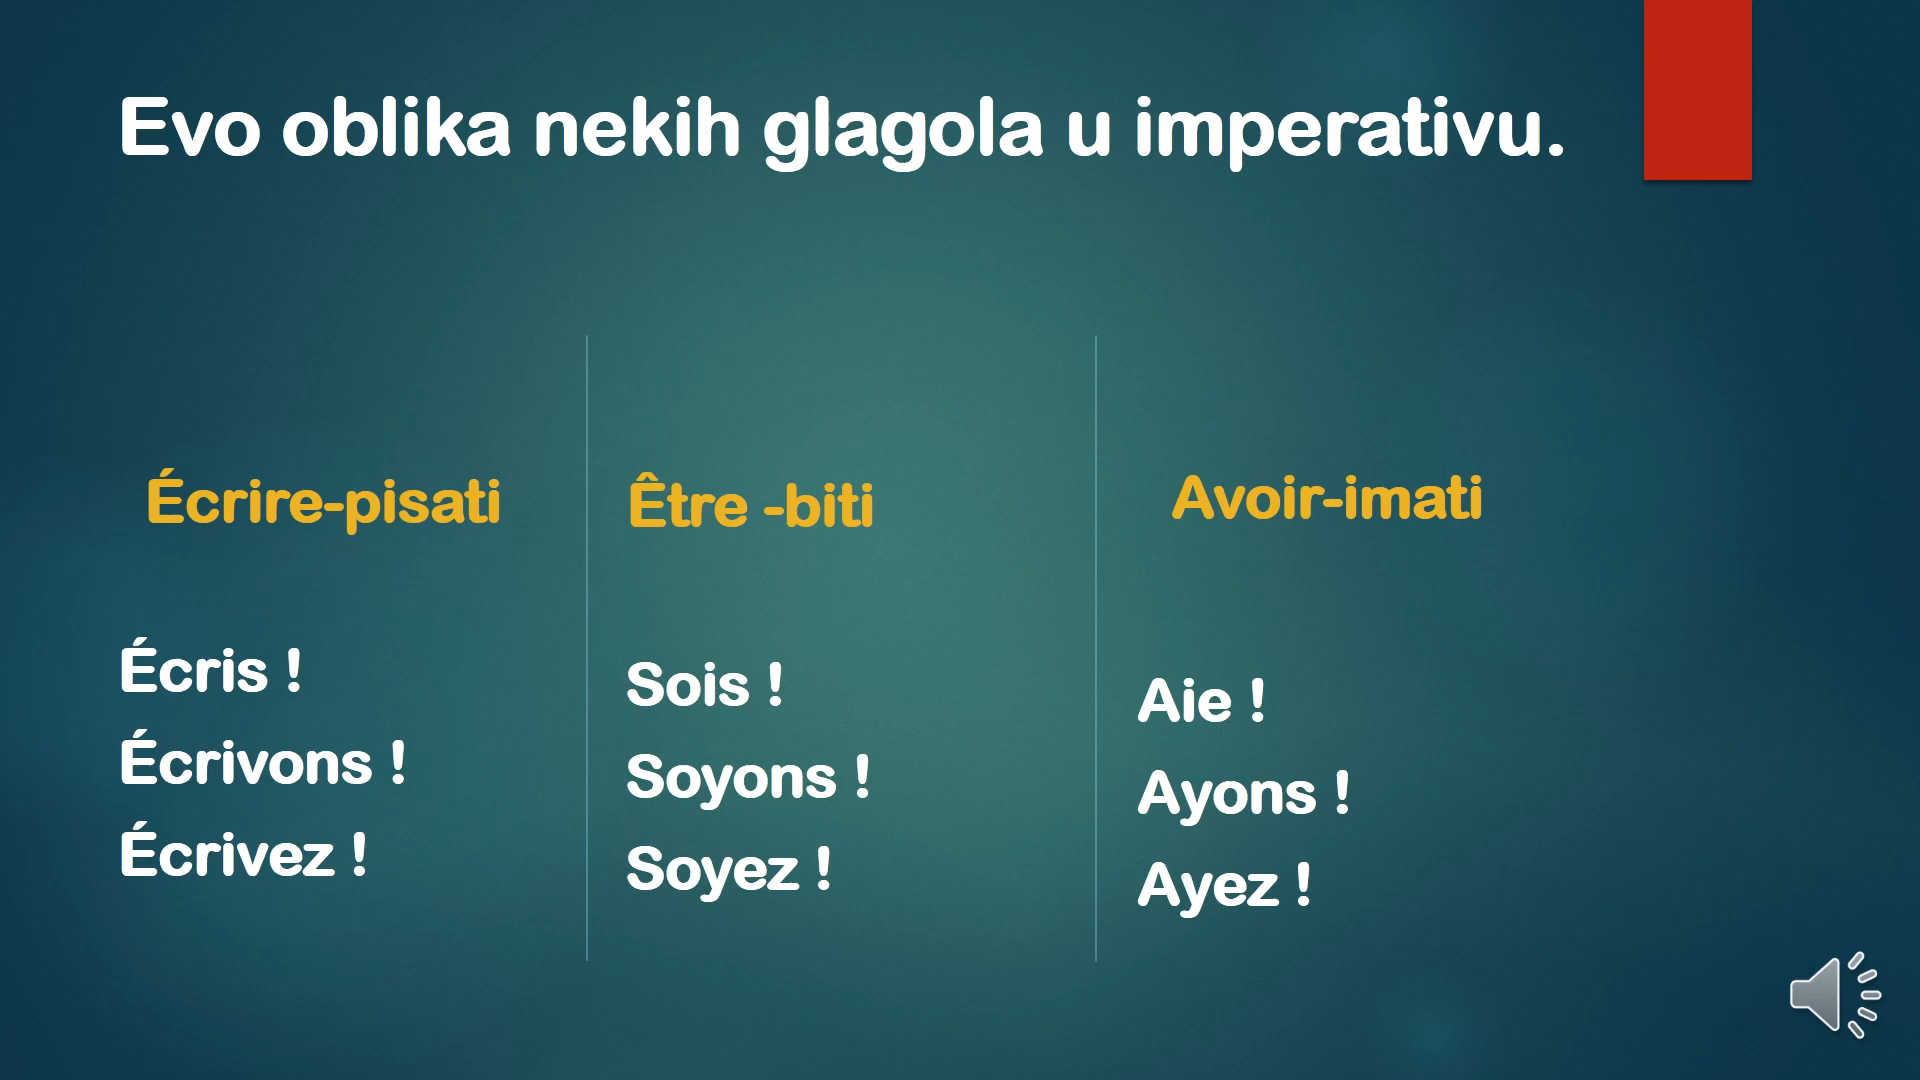 Evo oblika nekih glagola u imperativu.
Écrire-pisati
Écris !
Écrivons !
Écrivez !
Être -biti
Sois !
Soyons !
Soyez !
Avoir-imati
Aie !
Ayons !
Ayez !